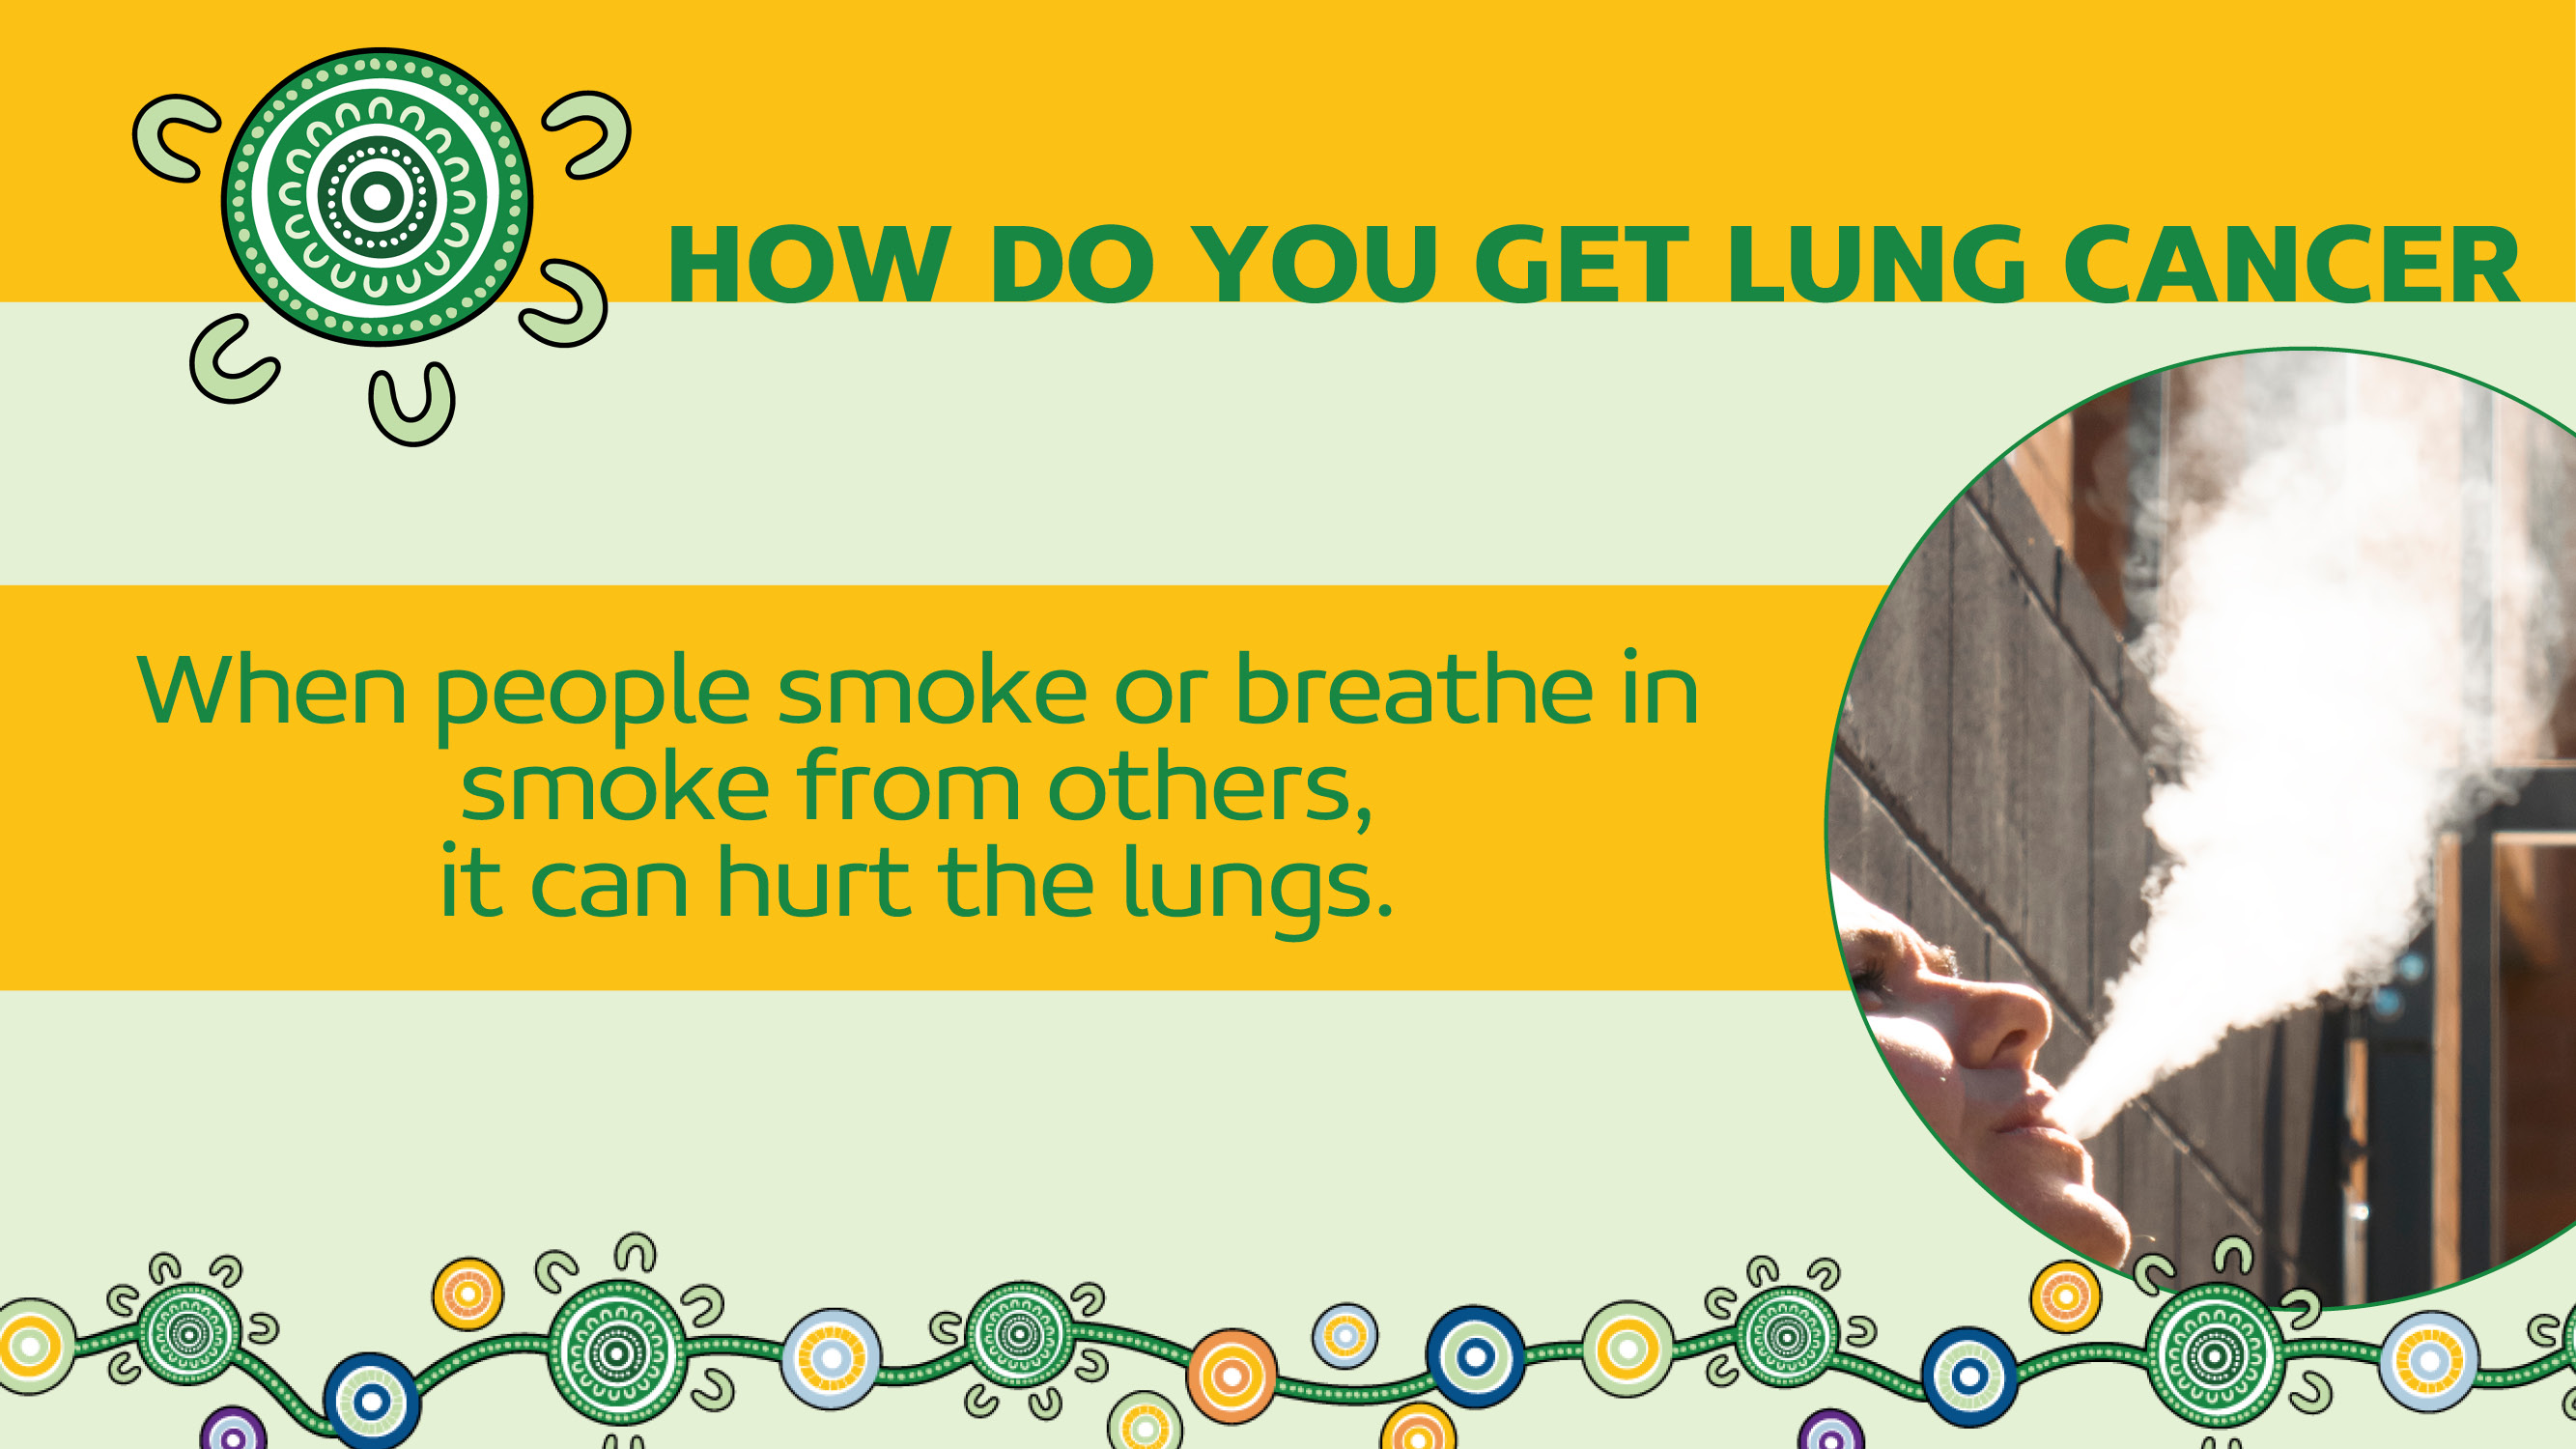 HOW DO YOU GET LUNG CANCER
When people smoke or breathe in
smoke from others,
it can hurt the lungs.